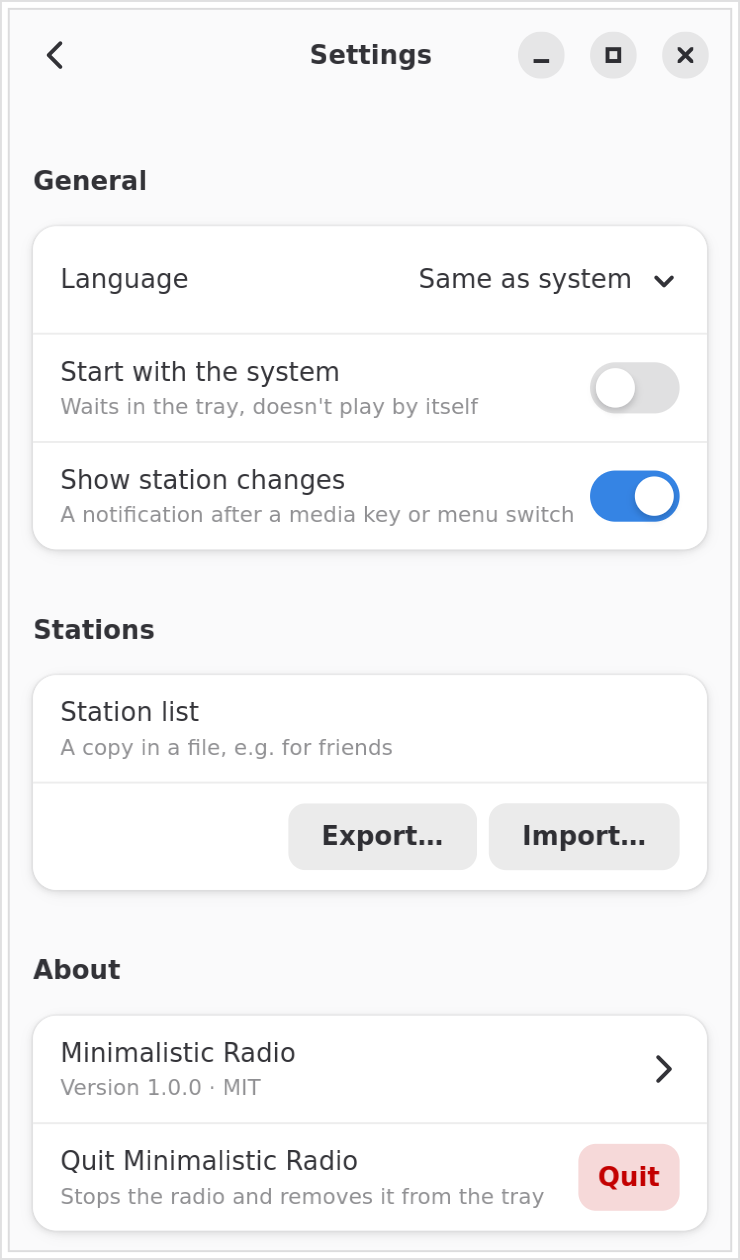 Settings
General
Language
Same as system
Start with the system
Waits in the tray, doesn't play by itself
Show station changes
A notification after a media key or menu switch
Stations
Station list
A copy in a file, e.g. for friends
Export…
Import…
About
Minimalistic Radio
Version 1.0.0 · MIT
Quit Minimalistic Radio
Stops the radio and removes it from the tray
Quit